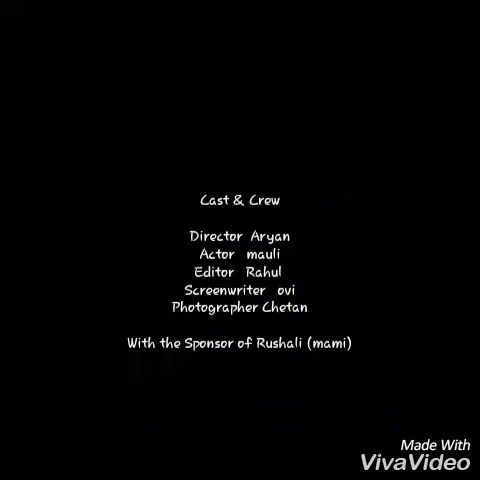 Cast & Crew
Director Aryan
Actor mauli
Editor Rahul
Screenwriter ovi
Photographer Chetan
With the Sponsor of Rushali (mami)
Made With
VivaVideo